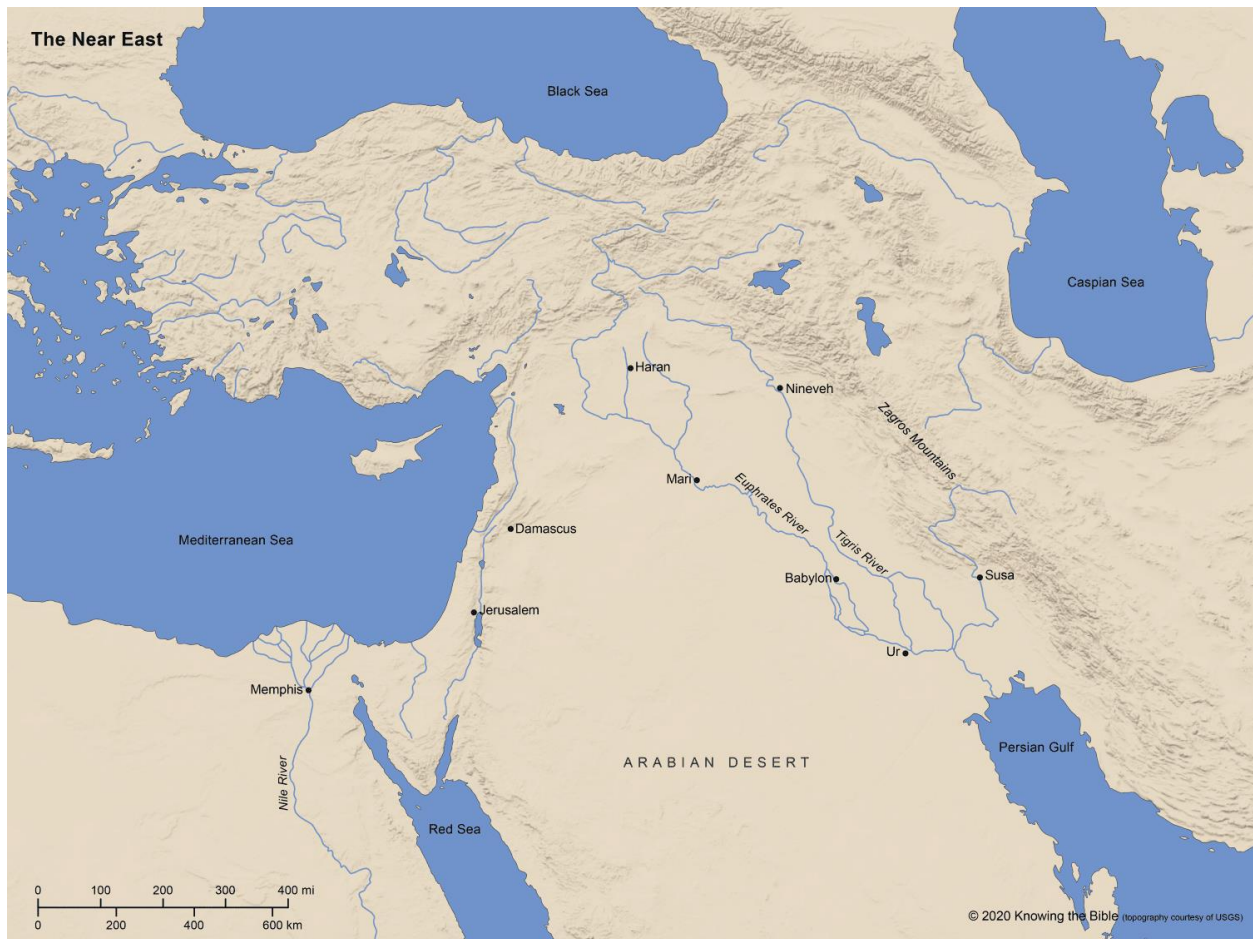 The Near East
Black Sea
Caspian Sea
Haran
Nineveh
Zagros Mountains
Mari
Euphrates River
Damascus
Mediterranean Sea
Tigris River
Babylon
Susa
Jerusalem
Ur
Memphis
Persian Gulf
ARABIAN DESERT
Nile River
Red Sea
0 100 200 300 400 mi
0 200 400 600 km
© 2020 Knowing the Bible (topography courtesy of USGS)